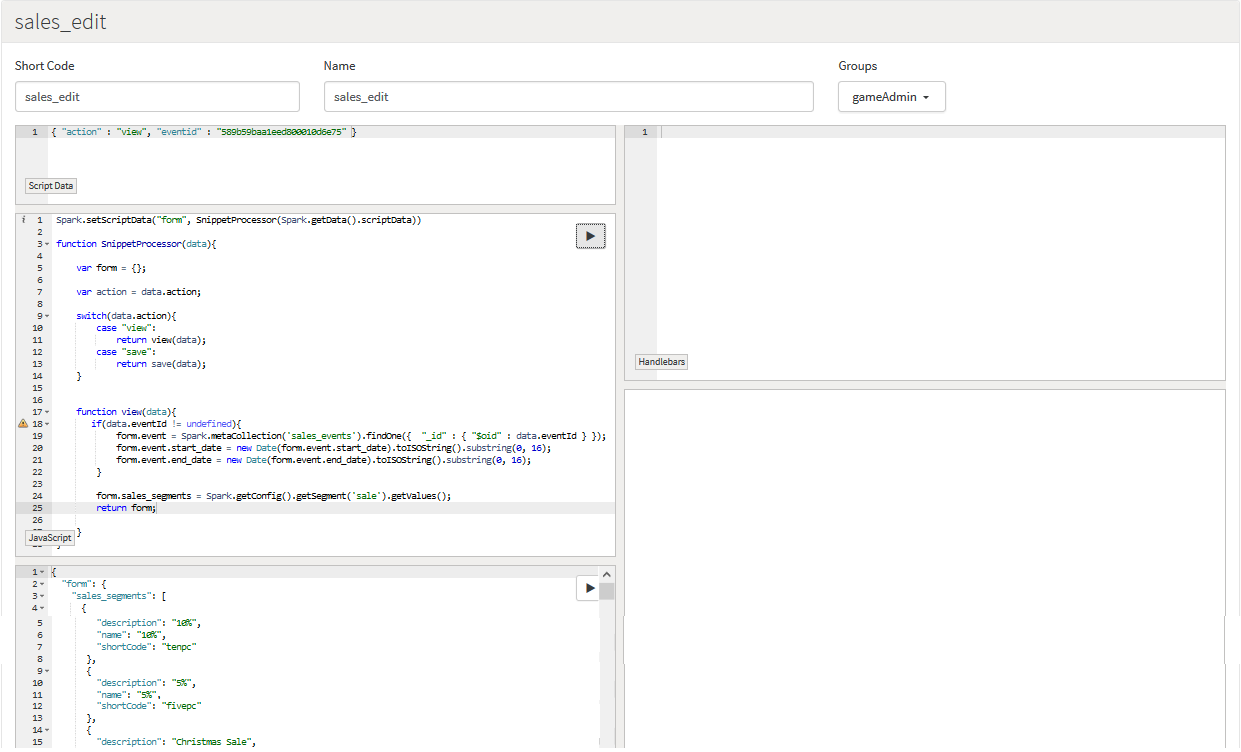 sales_edit
Short Code
Name
Groups
sales_edit
sales_edit
gameAdmin
1 { "action" : "view", "eventid" : "589b59baa1eed800010d6e75" }
Script Data
1
Handlebars
i 1 Spark.setScriptData("form", SnippetProcessor(Spark.getData().scriptData))
2
3 function SnippetProcessor(data){
4
5 var form = {};
6
7 var action = data.action;
8
9 switch(data.action){
10 case "view":
11 return view(data);
12 case "save":
13 return save(data);
14 }
15
16
17 function view(data){
18 if(data.eventId != undefined){
19 form.event = Spark.metaCollection('sales_events').findOne({ "_id" : { "$oid" : data.eventId } });
20 form.event.start_date = new Date(form.event.start_date).toISOString().substring(0, 16);
21 form.event.end_date = new Date(form.event.end_date).toISOString().substring(0, 16);
22 }
23
24 form.sales_segments = Spark.getConfig().getSegment('sale').getValues();
25 return form;
26
}
JavaScript
1 {
2 "form": {
3 "sales_segments": [
4 {
5 "description": "10%",
6 "name": "10%",
7 "shortCode": "tenpc"
8 },
9 {
10 "description": "5%",
11 "name": "5%",
12 "shortCode": "fivepc"
13 },
14 {
15 "description": "Christmas Sale",